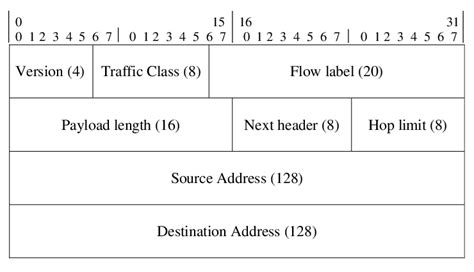 0 15 16 31
0 1 2 3 4 5 6 7 0 1 2 3 4 5 6 7 0 1 2 3 4 5 6 7 0 1 2 3 4 5 6 7
Version (4) Traffic Class (8) Flow label (20)
Payload length (16) Next header (8) Hop limit (8)
Source Address (128)
Destination Address (128)